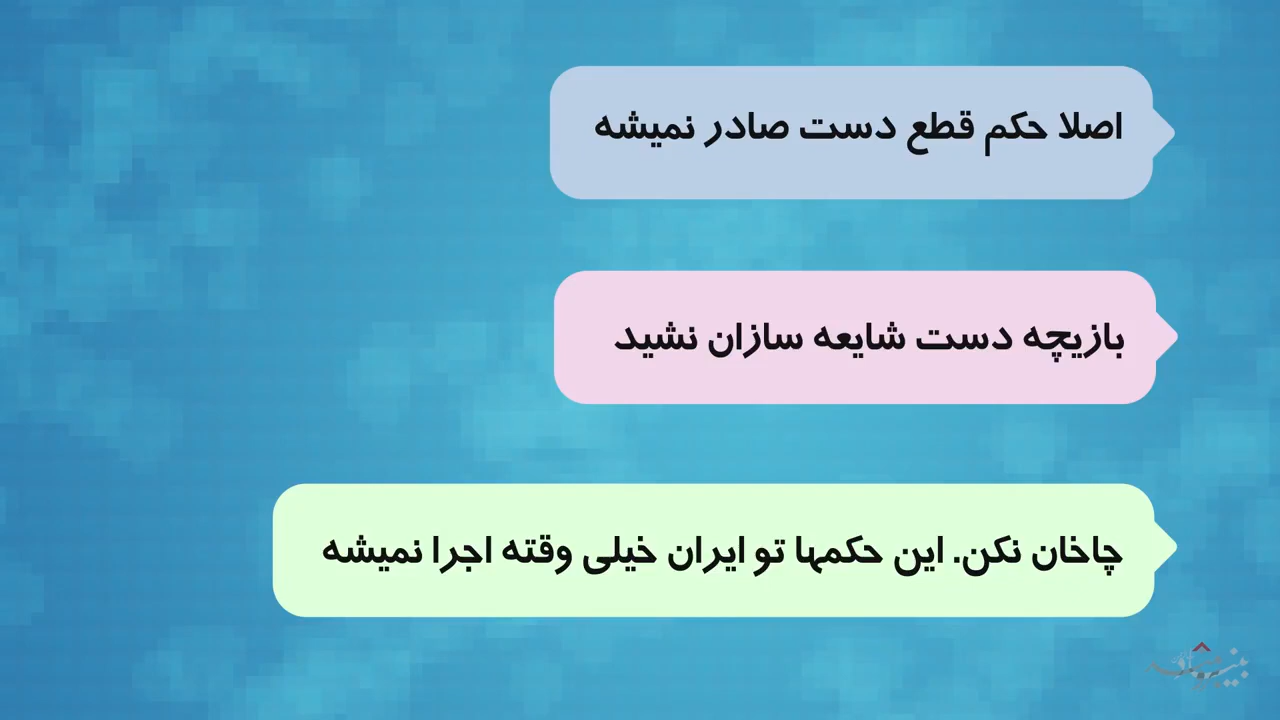 اصلا حکم قطع دست صادر نمیشه
بازیچه دست شایعه سازان نشید
چاخان نکن. این حکمها تو ایران خیلی وقته اجرا نمیشه